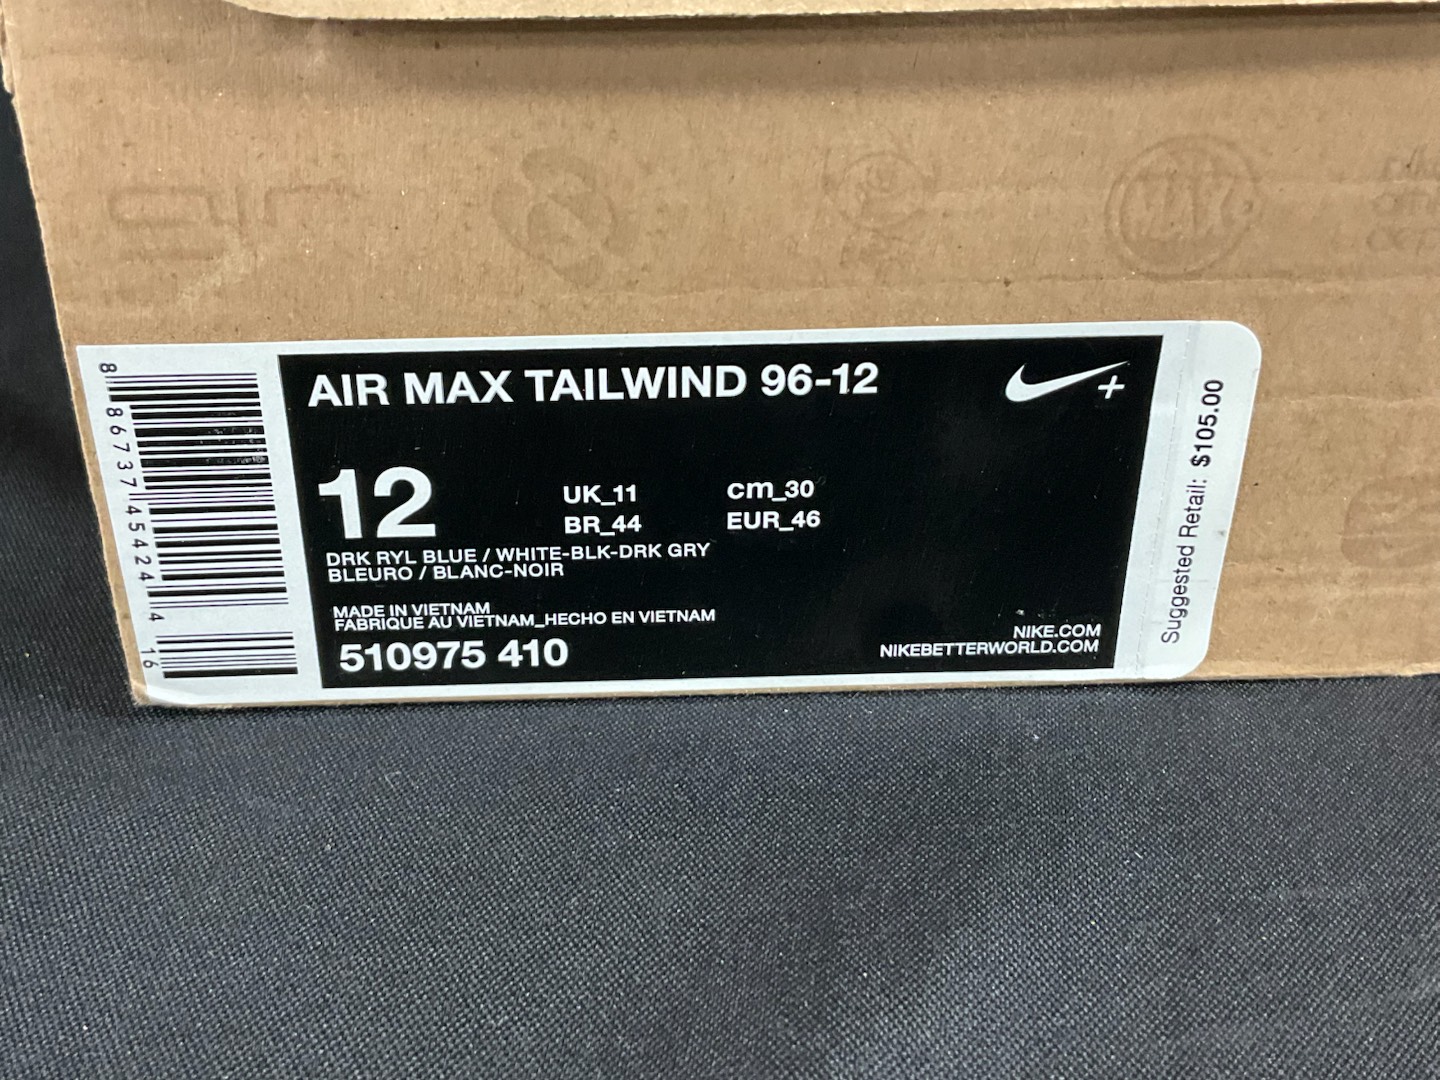 AIR MAX TAILWIND 96-12
12
UK_11
cm_30
BR_44
EUR_46
DRK RYL BLUE / WHITE-BLK-DRK GRY
BLEURO / BLANC-NOIR
MADE IN VIETNAM
FABRIQUE AU VIETNAM_HECHO EN VIETNAM
510975 410
NIKE.COM
NIKEBETTERWORLD.COM
Suggested Retail: $105.00
8 86737 45424 4 16
AIR
MAX